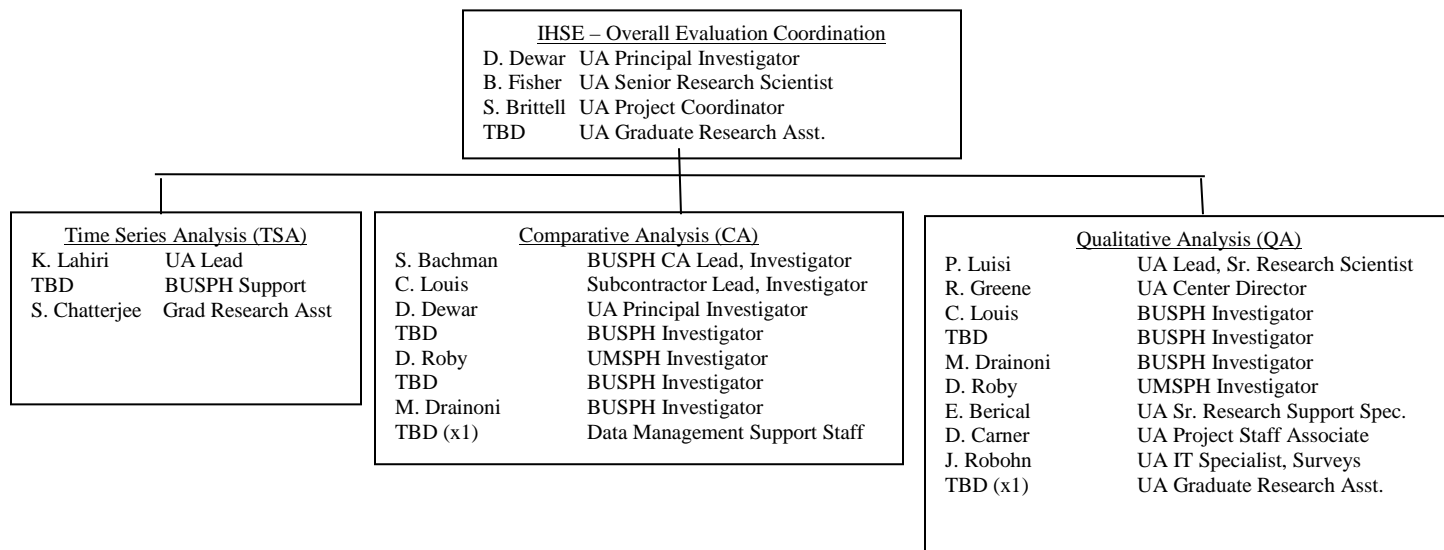 IHSE – Overall Evaluation Coordination
D. Dewar UA Principal Investigator
B. Fisher UA Senior Research Scientist
S. Brittell UA Project Coordinator
TBD UA Graduate Research Asst.
Time Series Analysis (TSA)
K. Lahiri UA Lead
TBD BUSPH Support
S. Chatterjee Grad Research Asst
Comparative Analysis (CA)
S. Bachman BUSPH CA Lead, Investigator
C. Louis Subcontractor Lead, Investigator
D. Dewar UA Principal Investigator
TBD BUSPH Investigator
D. Roby UMSPH Investigator
TBD BUSPH Investigator
M. Drainoni BUSPH Investigator
TBD (x1) Data Management Support Staff
Qualitative Analysis (QA)
P. Luisi UA Lead, Sr. Research Scientist
R. Greene UA Center Director
C. Louis BUSPH Investigator
TBD BUSPH Investigator
M. Drainoni BUSPH Investigator
D. Roby UMSPH Investigator
E. Berical UA Sr. Research Support Spec.
D. Carner UA Project Staff Associate
J. Robohn UA IT Specialist, Surveys
TBD (x1) UA Graduate Research Asst.